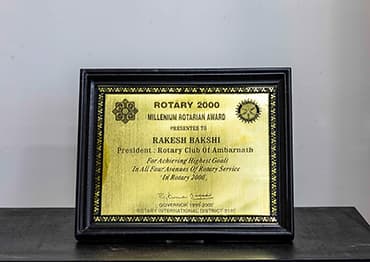 ROTARY 2000
MILLENIUM ROTARIAN AWARD
PRESENTED TO
RAKESH BAKSHI
President : Rotary Club Of Ambarnath
For Achieving Highest Goals
In All Four Avenues Of Rotary Service
In Rotary 2000.
GOVERNOR 1999-2000
ROTARY INTERNATIONAL DISTRICT